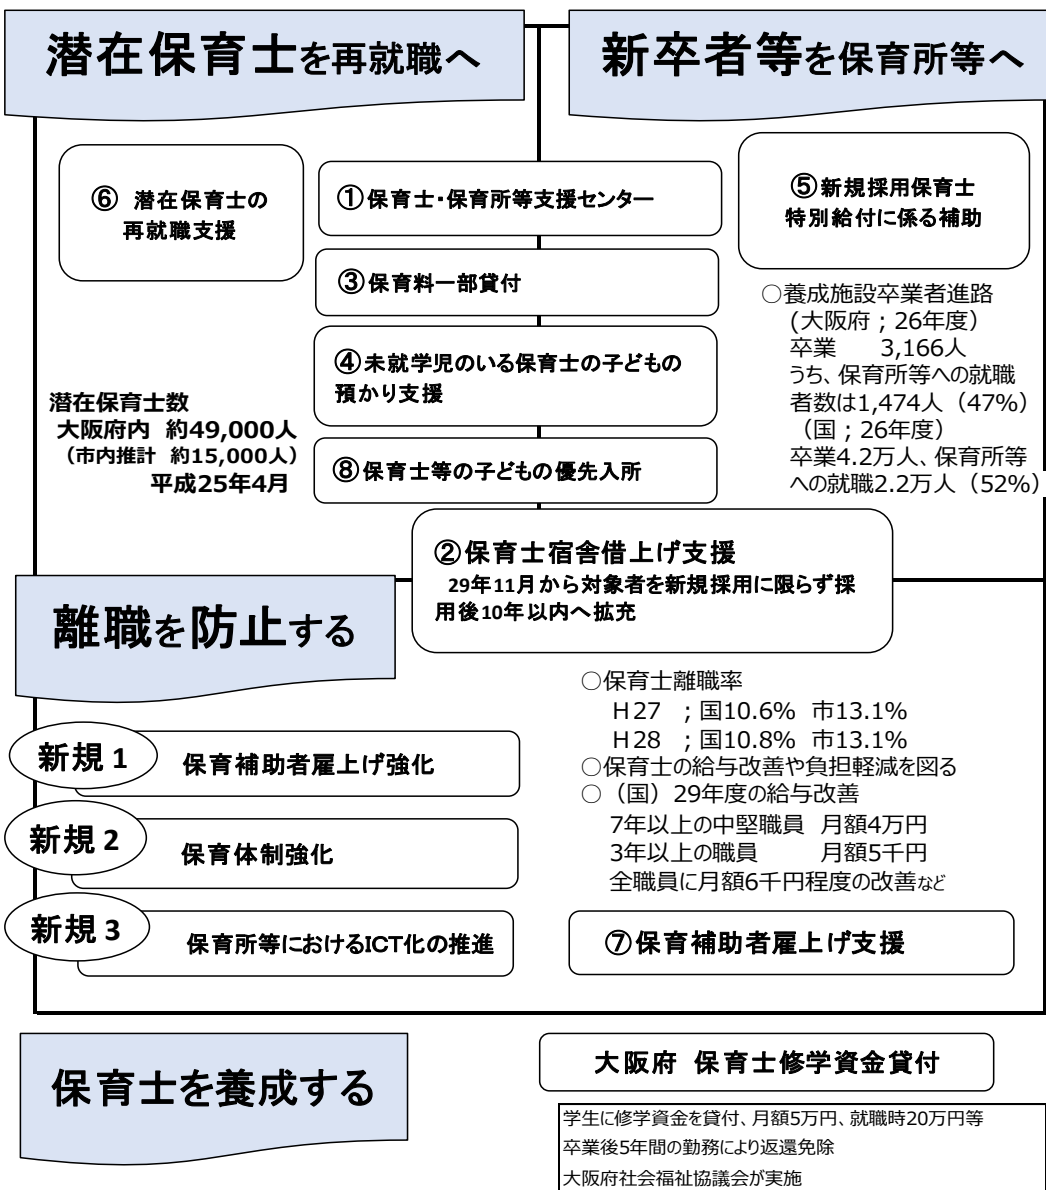 潜在保育士を再就職へ
新卒者等を保育所等へ
⑥ 潜在保育士の
再就職支援
①保育士・保育所等支援センター
⑤新規採用保育士
特別給付に係る補助
③保育料一部貸付
④未就学児のいる保育士の子どもの
預かり支援
⑧保育士等の子どもの優先入所
潜在保育士数
大阪府内 約49,000人
（市内推計 約15,000人）
平成25年4月
○養成施設卒業者進路
(大阪府；26年度）
卒業 3,166人
うち、保育所等への就職
者数は1,474人（47%）
（国；26年度）
卒業4.2万人、保育所等
への就職2.2万人（52%）
②保育士宿舎借上げ支援
29年11月から対象者を新規採用に限らず採
用後10年以内へ拡充
離職を防止する
○保育士離職率
H27 ；国10.6% 市13.1%
H28 ；国10.8% 市13.1%
○保育士の給与改善や負担軽減を図る
○（国）29年度の給与改善
7年以上の中堅職員 月額4万円
3年以上の職員 月額5千円
全職員に月額6千円程度の改善など
新規1
保育補助者雇上げ強化
新規2
保育体制強化
新規3
保育所等におけるICT化の推進
⑦保育補助者雇上げ支援
保育士を養成する
大阪府 保育士修学資金貸付
学生に修学資金を貸付、月額5万円、就職時20万円等
卒業後5年間の勤務により返還免除
大阪府社会福祉協議会が実施